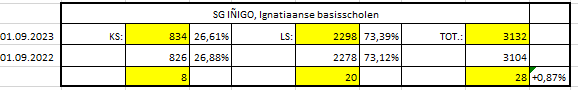 SG IÑIGO, Ignatiaanse basisscholen
01.09.2023 KS: 834 26,61% LS: 2298 73,39% TOT.: 3132
01.09.2022 826 26,88% 2278 73,12% 3104
8 20 28 +0,87%